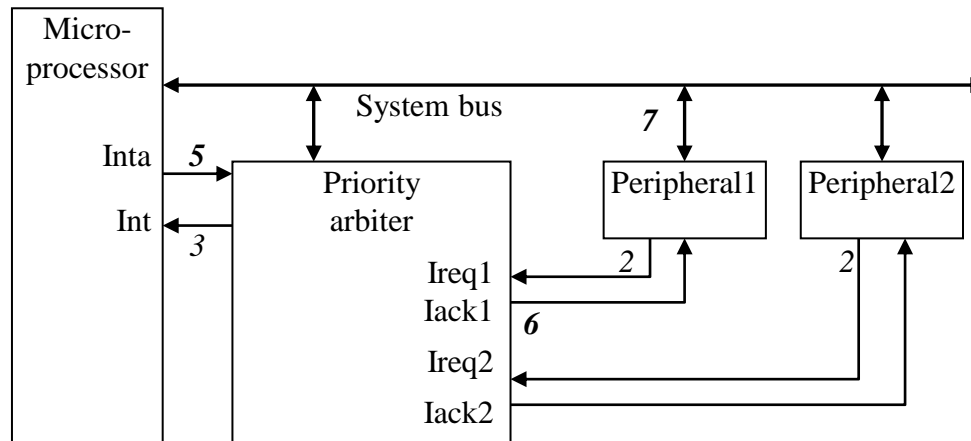 Micro-
processor
System bus
7
Inta
5
Priority
arbiter
Peripheral1
Peripheral2
Int
3
2
2
Ireq1
Iack1
6
Ireq2
Iack2